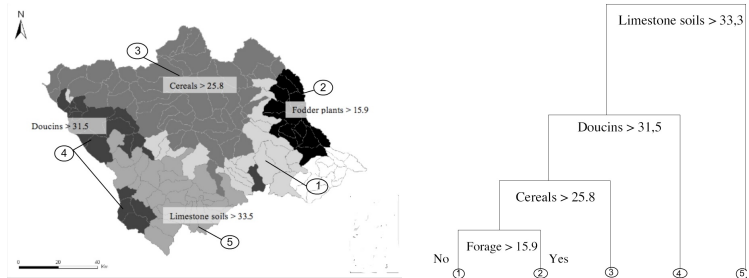 N
3
Cereals > 25.8
2
Fodder plants > 15.9
Doucins > 31.5
4
1
Limestone soils > 33.5
5
0 20 40
Limestone soils > 33,3
Doucins > 31,5
Cereals > 25.8
No Forage > 15.9 Yes
1 2 3 4 5